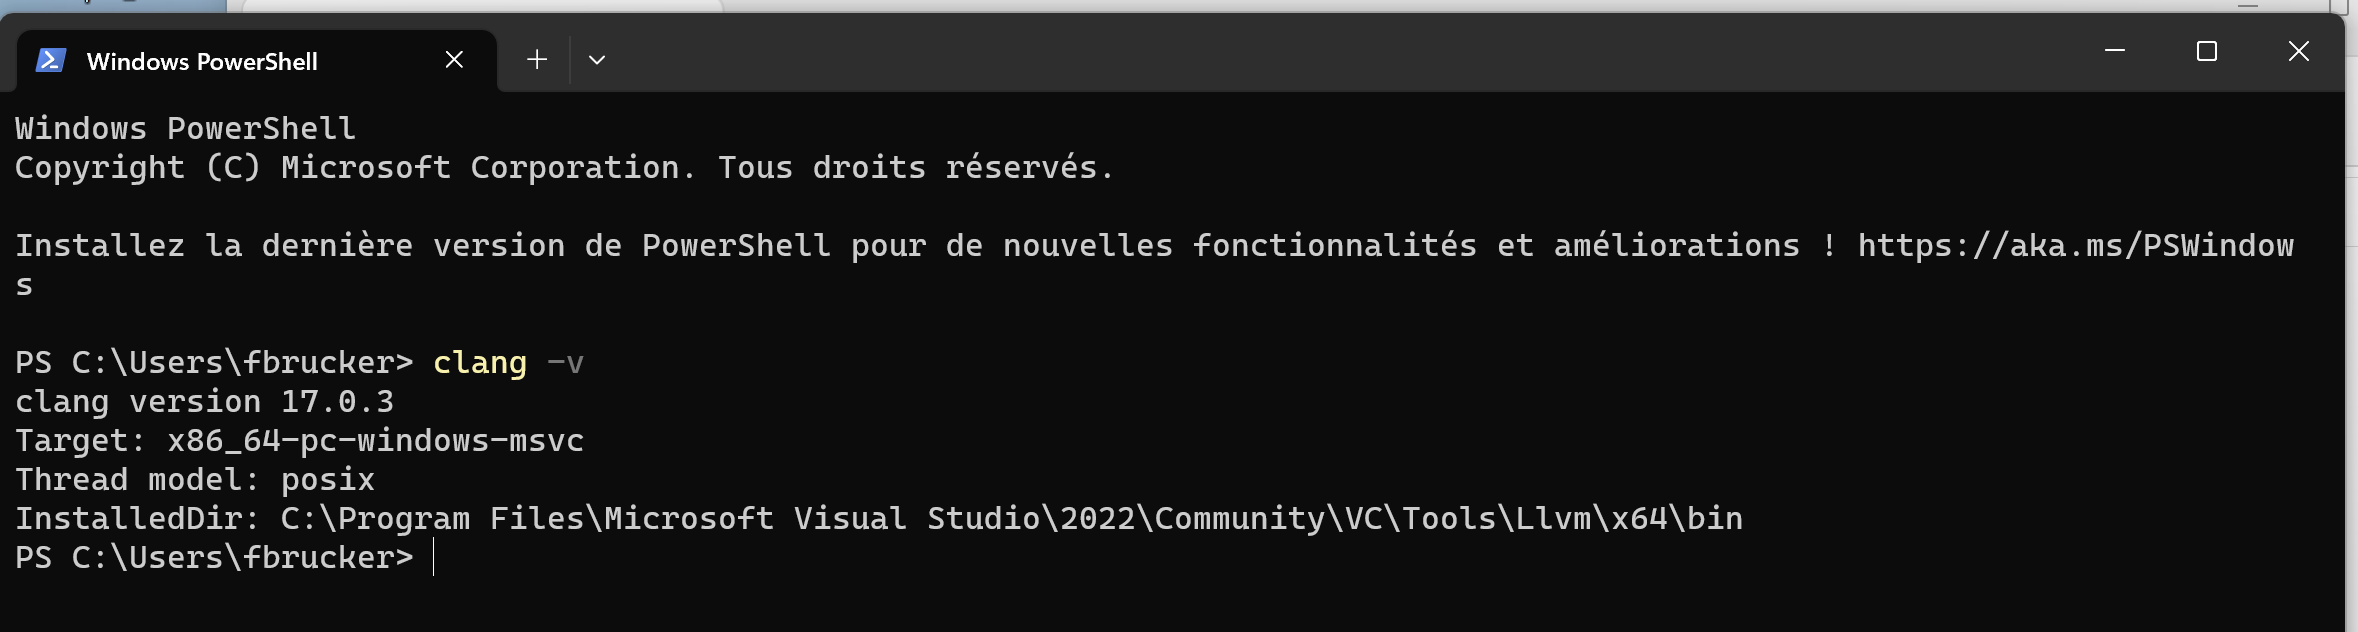 Windows PowerShell
Windows PowerShell
Copyright (C) Microsoft Corporation. Tous droits réservés.
Installez la dernière version de PowerShell pour de nouvelles fonctionnalités et améliorations ! https://aka.ms/PSWindow
s
PS C:\Users\fbrucker> clang -v
clang version 17.0.3
Target: x86_64-pc-windows-msvc
Thread model: posix
InstalledDir: C:\Program Files\Microsoft Visual Studio\2022\Community\VC\Tools\Llvm\x64\bin
PS C:\Users\fbrucker>